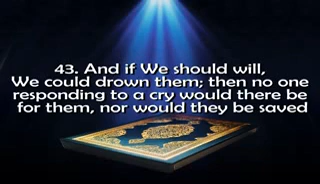 43. And if We should will,
We could drown them; then no one
responding to a cry would there be
for them, nor would they be saved